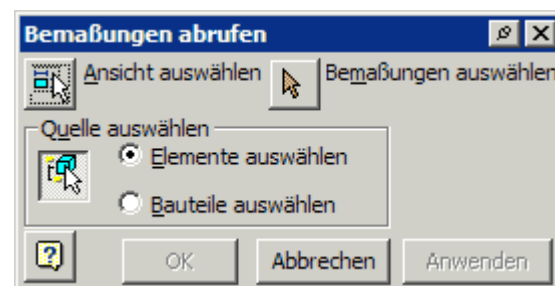 Bemaßungen abrufen
Ansicht auswählen Bemaßungen auswählen
Quelle auswählen
Elemente auswählen
Bauteile auswählen
OK Abbrechen Anwenden